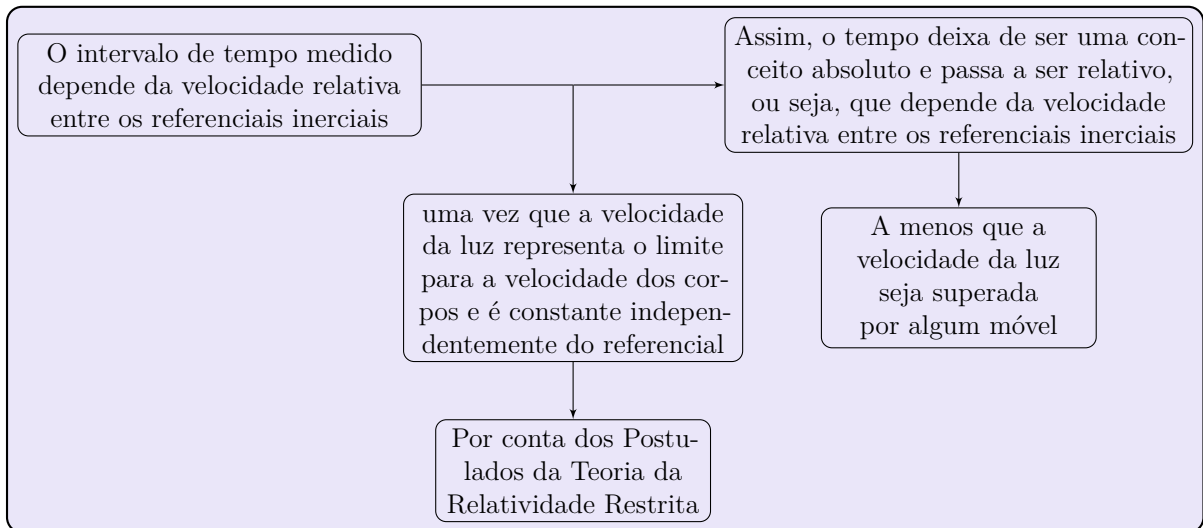 O intervalo de tempo medido
depende da velocidade relativa
entre os referenciais inerciais
Assim, o tempo deixa de ser uma con-
ceito absoluto e passa a ser relativo,
ou seja, que depende da velocidade
relativa entre os referenciais inerciais
uma vez que a velocidade
da luz representa o limite
para a velocidade dos cor-
pos e é constante indepen-
dentemente do referencial
A menos que a
velocidade da luz
seja superada
por algum móvel
Por conta dos Postu-
lados da Teoria da
Relatividade Restrita